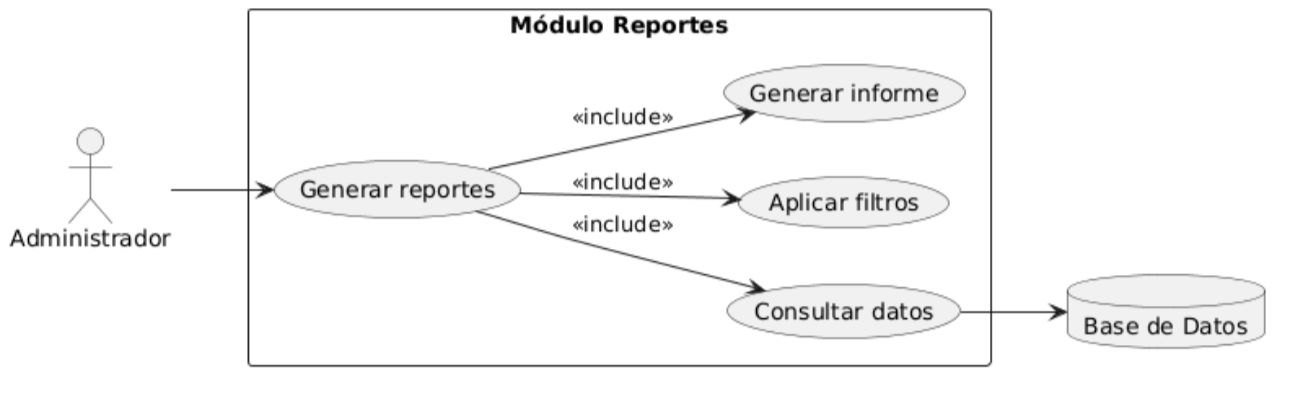 Módulo Reportes
Generar informe
«include»
«include»
Generar reportes
Aplicar filtros
«include»
Administrador
Consultar datos
Base de Datos